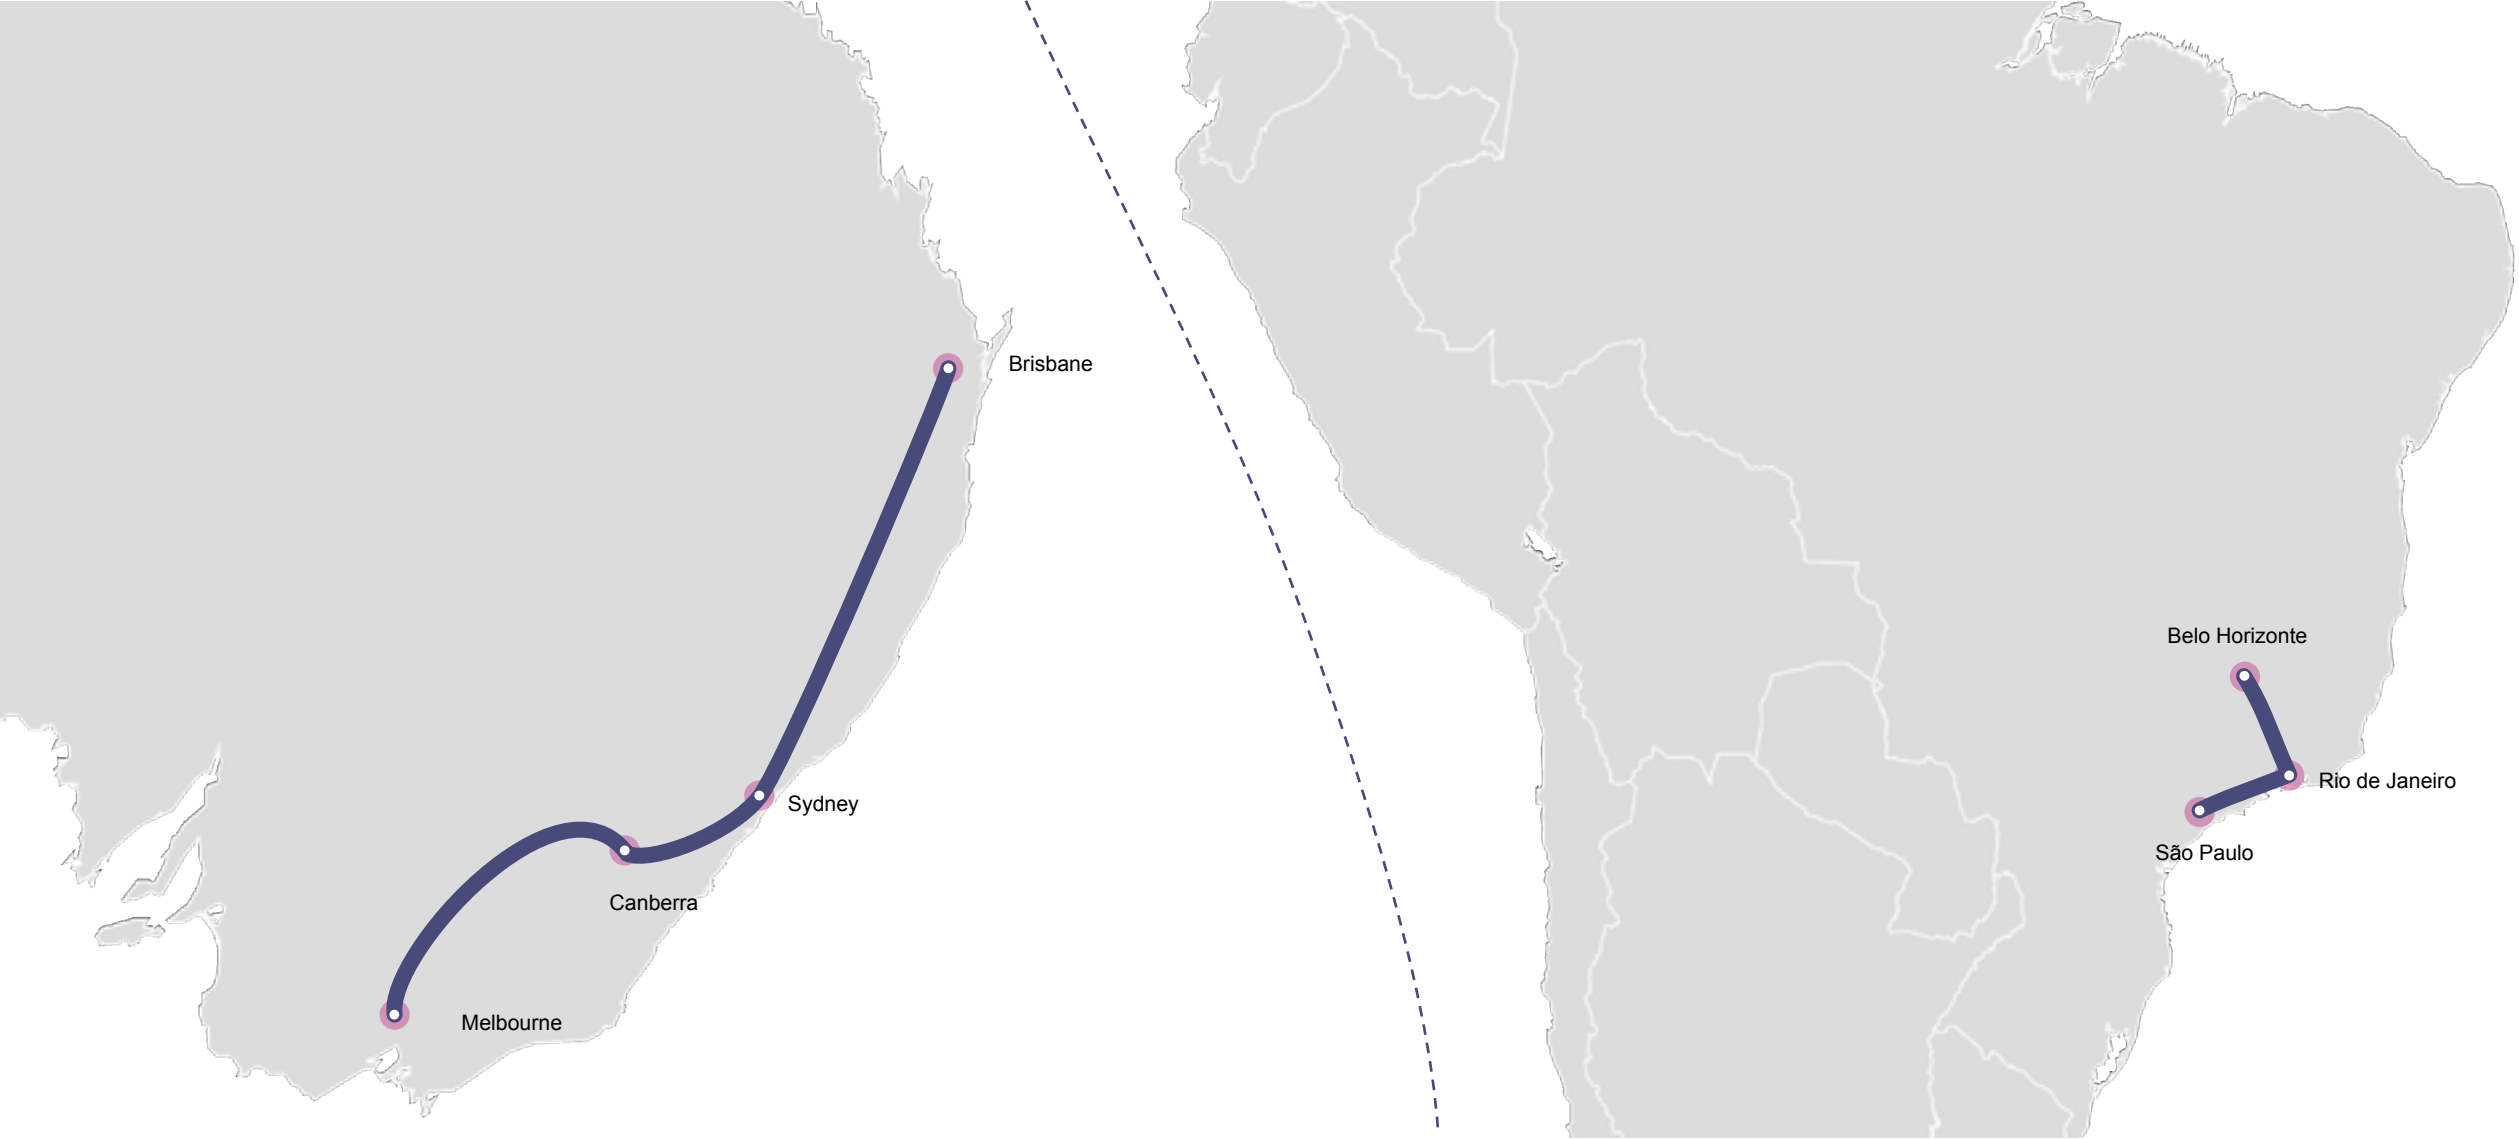 Brisbane
Sydney
Canberra
Melbourne
Belo Horizonte
Rio de Janeiro
São Paulo